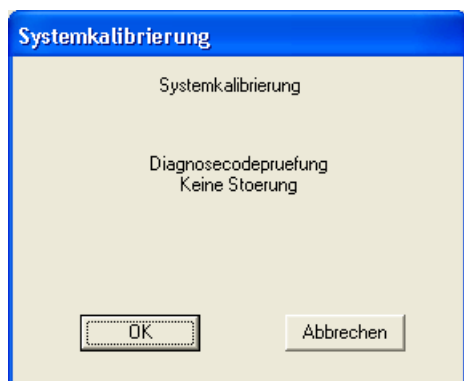 Systemkalibrierung
Systemkalibrierung
Diagnosecodepruefung
Keine Stoerung
OK
Abbrechen